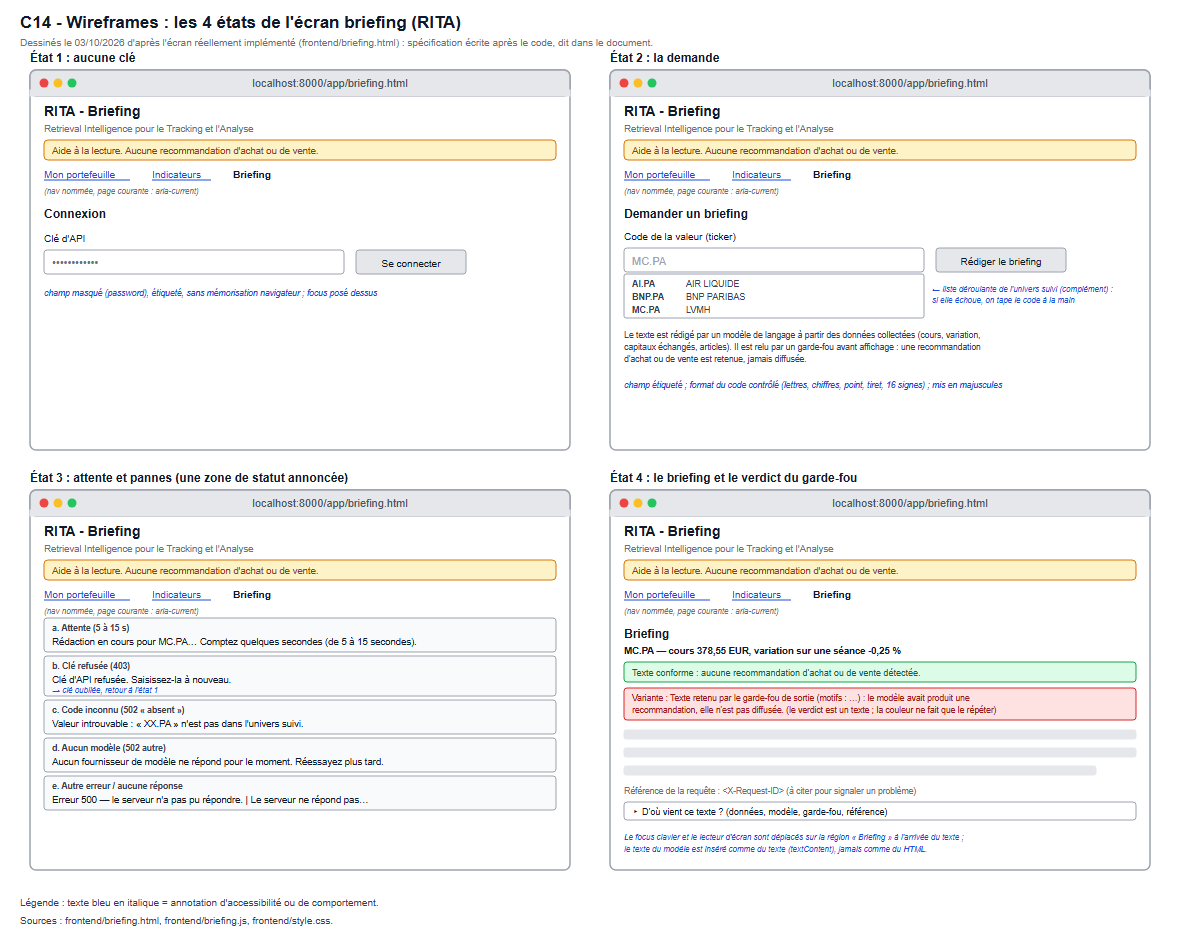 C14 - Wireframes : les 4 états de l'écran briefing (RITA)
Dessinés le 03/10/2026 d'après l'écran réellement implémenté (frontend/briefing.html) : spécification écrite après le code, dit dans le document.
État 1 : aucune clé
localhost:8000/app/briefing.html
RITA - Briefing
Retrieval Intelligence pour le Tracking et l'Analyse
Aide à la lecture. Aucune recommandation d'achat ou de vente.
Mon portefeuille Indicateurs Briefing
(nav nommée, page courante : aria-current)
Connexion
Clé d'API
••••••••••••
Se connecter
champ masqué (password), étiqueté, sans mémorisation navigateur ; focus posé dessus
État 2 : la demande
localhost:8000/app/briefing.html
RITA - Briefing
Retrieval Intelligence pour le Tracking et l'Analyse
Aide à la lecture. Aucune recommandation d'achat ou de vente.
Mon portefeuille Indicateurs Briefing
(nav nommée, page courante : aria-current)
Demander un briefing
Code de la valeur (ticker)
MC.PA
Rédiger le briefing
AI.PA AIR LIQUIDE
BNP.PA BNP PARIBAS
MC.PA LVMH
← liste déroulante de l'univers suivi (complément) :
si elle échoue, on tape le code à la main
Le texte est rédigé par un modèle de langage à partir des données collectées (cours, variation,
capitaux échangés, articles). Il est relu par un garde-fou avant affichage : une recommandation
d'achat ou de vente est retenue, jamais diffusée.
champ étiqueté ; format du code contrôlé (lettres, chiffres, point, tiret, 16 signes) ; mis en majuscules
État 3 : attente et pannes (une zone de statut annoncée)
localhost:8000/app/briefing.html
RITA - Briefing
Retrieval Intelligence pour le Tracking et l'Analyse
Aide à la lecture. Aucune recommandation d'achat ou de vente.
Mon portefeuille Indicateurs Briefing
(nav nommée, page courante : aria-current)
a. Attente (5 à 15 s)
Rédaction en cours pour MC.PA… Comptez quelques secondes (de 5 à 15 secondes).
b. Clé refusée (403)
Clé d'API refusée. Saisissez-la à nouveau.
→ clé oubliée, retour à l'état 1
c. Code inconnu (502 « absent »)
Valeur introuvable : « XX.PA » n'est pas dans l'univers suivi.
d. Aucun modèle (502 autre)
Aucun fournisseur de modèle ne répond pour le moment. Réessayez plus tard.
e. Autre erreur / aucune réponse
Erreur 500 — le serveur n'a pas pu répondre. | Le serveur ne répond pas…
État 4 : le briefing et le verdict du garde-fou
localhost:8000/app/briefing.html
RITA - Briefing
Retrieval Intelligence pour le Tracking et l'Analyse
Aide à la lecture. Aucune recommandation d'achat ou de vente.
Mon portefeuille Indicateurs Briefing
(nav nommée, page courante : aria-current)
Briefing
MC.PA — cours 378,55 EUR, variation sur une séance -0,25 %
Texte conforme : aucune recommandation d'achat ou de vente détectée.
Variante : Texte retenu par le garde-fou de sortie (motifs : …) : le modèle avait produit une
recommandation, elle n'est pas diffusée. (le verdict est un texte ; la couleur ne fait que le répéter)
Référence de la requête : <X-Request-ID> (à citer pour signaler un problème)
‣ D'où vient ce texte ? (données, modèle, garde-fou, référence)
Le focus clavier et le lecteur d'écran sont déplacés sur la région « Briefing » à l'arrivée du texte ;
le texte du modèle est inséré comme du texte (textContent), jamais comme du HTML.
Légende : texte bleu en italique = annotation d'accessibilité ou de comportement.
Sources : frontend/briefing.html, frontend/briefing.js, frontend/style.css.